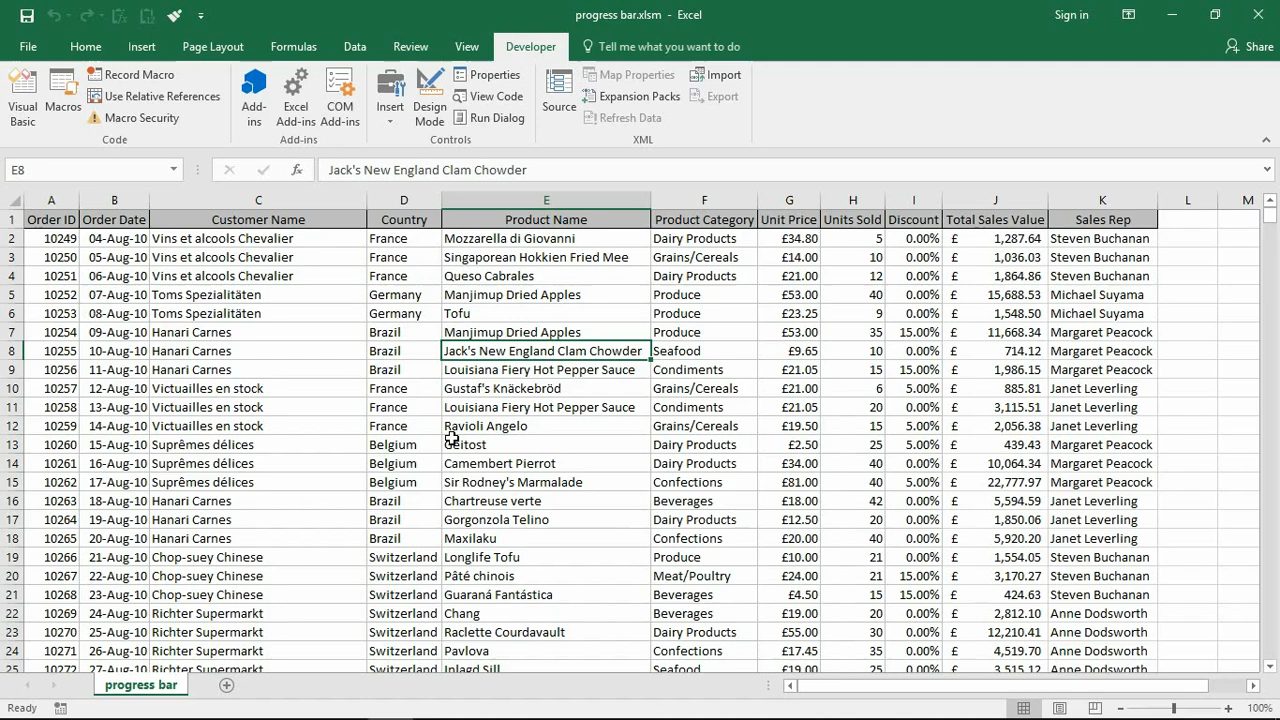 progress bar.xlsm - Excel
Sign in
File Home Insert Page Layout Formulas Data Review View Developer Tell me what you want to do Share
Visual Basic
Macros
Record Macro
Use Relative References
Macro Security
Code
Add-ins
Excel Add-ins
COM Add-ins
Add-ins
Insert
Design Mode
Properties
View Code
Run Dialog
Controls
Source
Map Properties
Expansion Packs
Refresh Data
Import
Export
XML
E8 fx Jack's New England Clam Chowder
A B C D E F G H I J K L M
1 Order ID Order Date Customer Name Country Product Name Product Category Unit Price Units Sold Discount Total Sales Value Sales Rep
2 10249 04-Aug-10 Vins et alcools Chevalier France Mozzarella di Giovanni Dairy Products £34.80 5 0.00% £ 1,287.64 Steven Buchanan
3 10250 05-Aug-10 Vins et alcools Chevalier France Singaporean Hokkien Fried Mee Grains/Cereals £14.00 10 0.00% £ 1,036.03 Steven Buchanan
4 10251 06-Aug-10 Vins et alcools Chevalier France Queso Cabrales Dairy Products £21.00 12 0.00% £ 1,864.86 Steven Buchanan
5 10252 07-Aug-10 Toms Spezialitäten Germany Manjimup Dried Apples Produce £53.00 40 0.00% £ 15,688.53 Michael Suyama
6 10253 08-Aug-10 Toms Spezialitäten Germany Tofu Produce £23.25 9 0.00% £ 1,548.50 Michael Suyama
7 10254 09-Aug-10 Hanari Carnes Brazil Manjimup Dried Apples Produce £53.00 35 15.00% £ 11,668.34 Margaret Peacock
8 10255 10-Aug-10 Hanari Carnes Brazil Jack's New England Clam Chowder Seafood £9.65 10 0.00% £ 714.12 Margaret Peacock
9 10256 11-Aug-10 Hanari Carnes Brazil Louisiana Fiery Hot Pepper Sauce Condiments £21.05 15 15.00% £ 1,986.15 Margaret Peacock
10 10257 12-Aug-10 Victuailles en stock France Gustaf's Knäckebröd Grains/Cereals £21.00 6 5.00% £ 885.81 Janet Leverling
11 10258 13-Aug-10 Victuailles en stock France Louisiana Fiery Hot Pepper Sauce Condiments £21.05 20 5.00% £ 3,115.51 Janet Leverling
12 10259 14-Aug-10 Victuailles en stock France Ravioli Angelo Grains/Cereals £19.50 15 5.00% £ 2,056.38 Janet Leverling
13 10260 15-Aug-10 Suprêmes délices Belgium Dairy Products £2.50 25 5.00% £ 439.43 Margaret Peacock
14 10261 16-Aug-10 Suprêmes délices Belgium Camembert Pierrot Dairy Products £34.00 40 5.00% £ 10,064.34 Margaret Peacock
15 10262 17-Aug-10 Suprêmes délices Belgium Sir Rodney's Marmalade Confections £81.00 40 0.00% £ 22,777.97 Margaret Peacock
16 10263 18-Aug-10 Hanari Carnes Brazil Chartreuse verte Beverages £18.00 42 0.00% £ 5,594.59 Janet Leverling
17 10264 19-Aug-10 Hanari Carnes Brazil Gorgonzola Telino Dairy Products £12.50 20 0.00% £ 1,850.06 Janet Leverling
18 10265 20-Aug-10 Hanari Carnes Brazil Maxilaku Confections £20.00 40 0.00% £ 5,920.20 Janet Leverling
19 10266 21-Aug-10 Chop-suey Chinese Switzerland Longlife Tofu Produce £10.00 21 0.00% £ 1,554.05 Steven Buchanan
20 10267 22-Aug-10 Chop-suey Chinese Switzerland Pâté chinois Meat/Poultry £24.00 21 15.00% £ 3,170.27 Steven Buchanan
21 10268 23-Aug-10 Chop-suey Chinese Switzerland Guaraná Fantástica Beverages £4.50 15 15.00% £ 424.63 Steven Buchanan
22 10269 24-Aug-10 Richter Supermarkt Switzerland Chang Beverages £19.00 20 0.00% £ 2,812.10 Anne Dodsworth
23 10270 25-Aug-10 Richter Supermarkt Switzerland Raclette Courdavault Dairy Products £55.00 30 0.00% £ 12,210.41 Anne Dodsworth
24 10271 26-Aug-10 Richter Supermarkt Switzerland Pavlova Confections £17.45 35 0.00% £ 4,519.70 Anne Dodsworth
25 10272 27-Aug-10 Richter Supermarkt Switzerland Inlagd Sill Seafood £19.00 25 0.00% £ 3,515.12 Anne Dodsworth
progress bar
Ready 100%